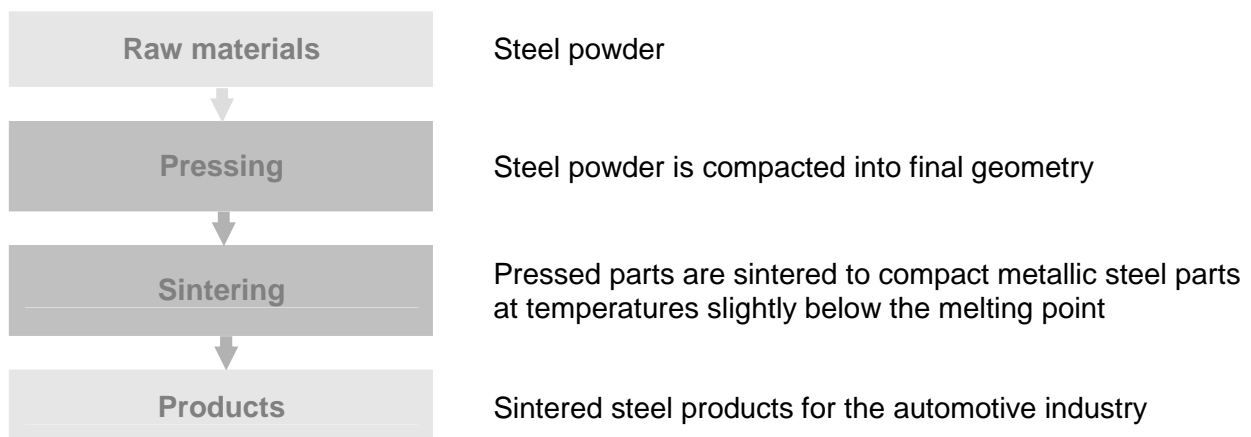 Raw materials
Steel powder
Pressing
Steel powder is compacted into final geometry
Sintering
Pressed parts are sintered to compact metallic steel parts
at temperatures slightly below the melting point
Products
Sintered steel products for the automotive industry